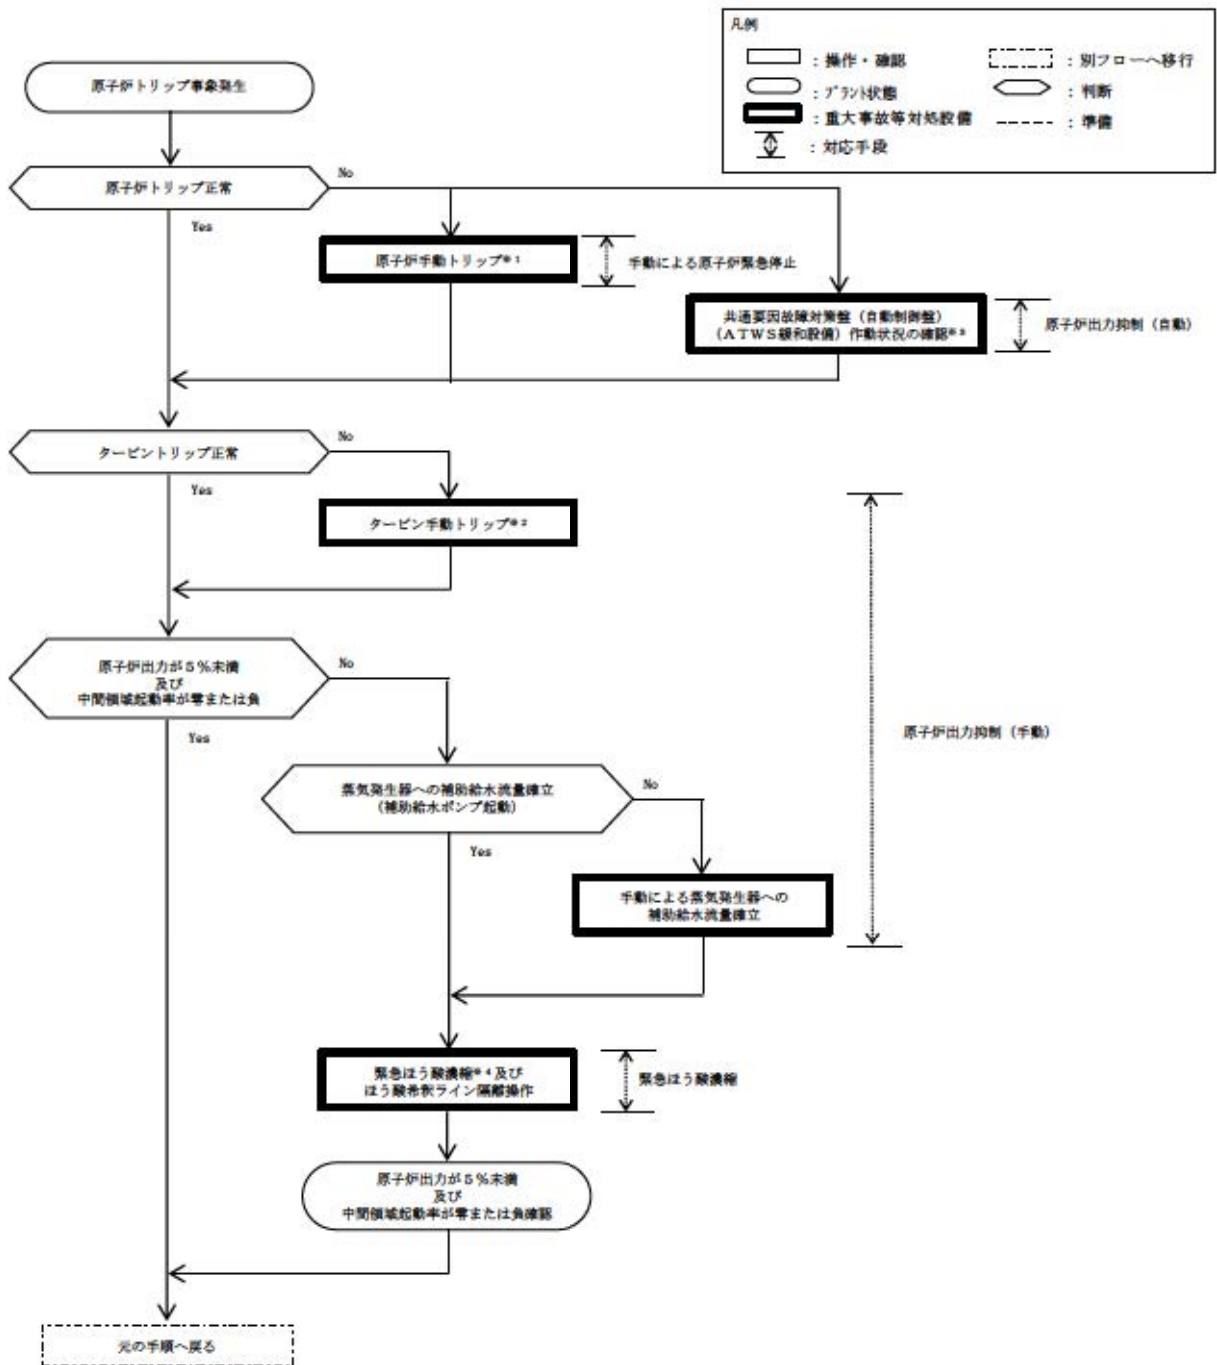 凡例
：操作・確認
：別フローへ移行
：プラント状態
：判断
：重大事故等対処設備
：準備
：対応手段
原子炉トリップ事象発生
原子炉トリップ正常
No
Yes
原子炉手動トリップ※1
手動による原子炉緊急停止
共通要因故障対策盤（自動制御盤）
（ATWS緩和設備）作動状況の確認※3
原子炉出力抑制（自動）
タービントリップ正常
No
Yes
タービン手動トリップ※2
原子炉出力が5％未満
及び
中間領域起動率が零または負
No
Yes
原子炉出力抑制（手動）
蒸気発生器への補助給水流量確立
（補助給水ポンプ起動）
No
Yes
手動による蒸気発生器への
補助給水流量確立
緊急ほう酸濃縮※4及び
ほう酸希釈ライン隔離操作
緊急ほう酸濃縮
原子炉出力が5％未満
及び
中間領域起動率が零または負確認
元の手順へ戻る